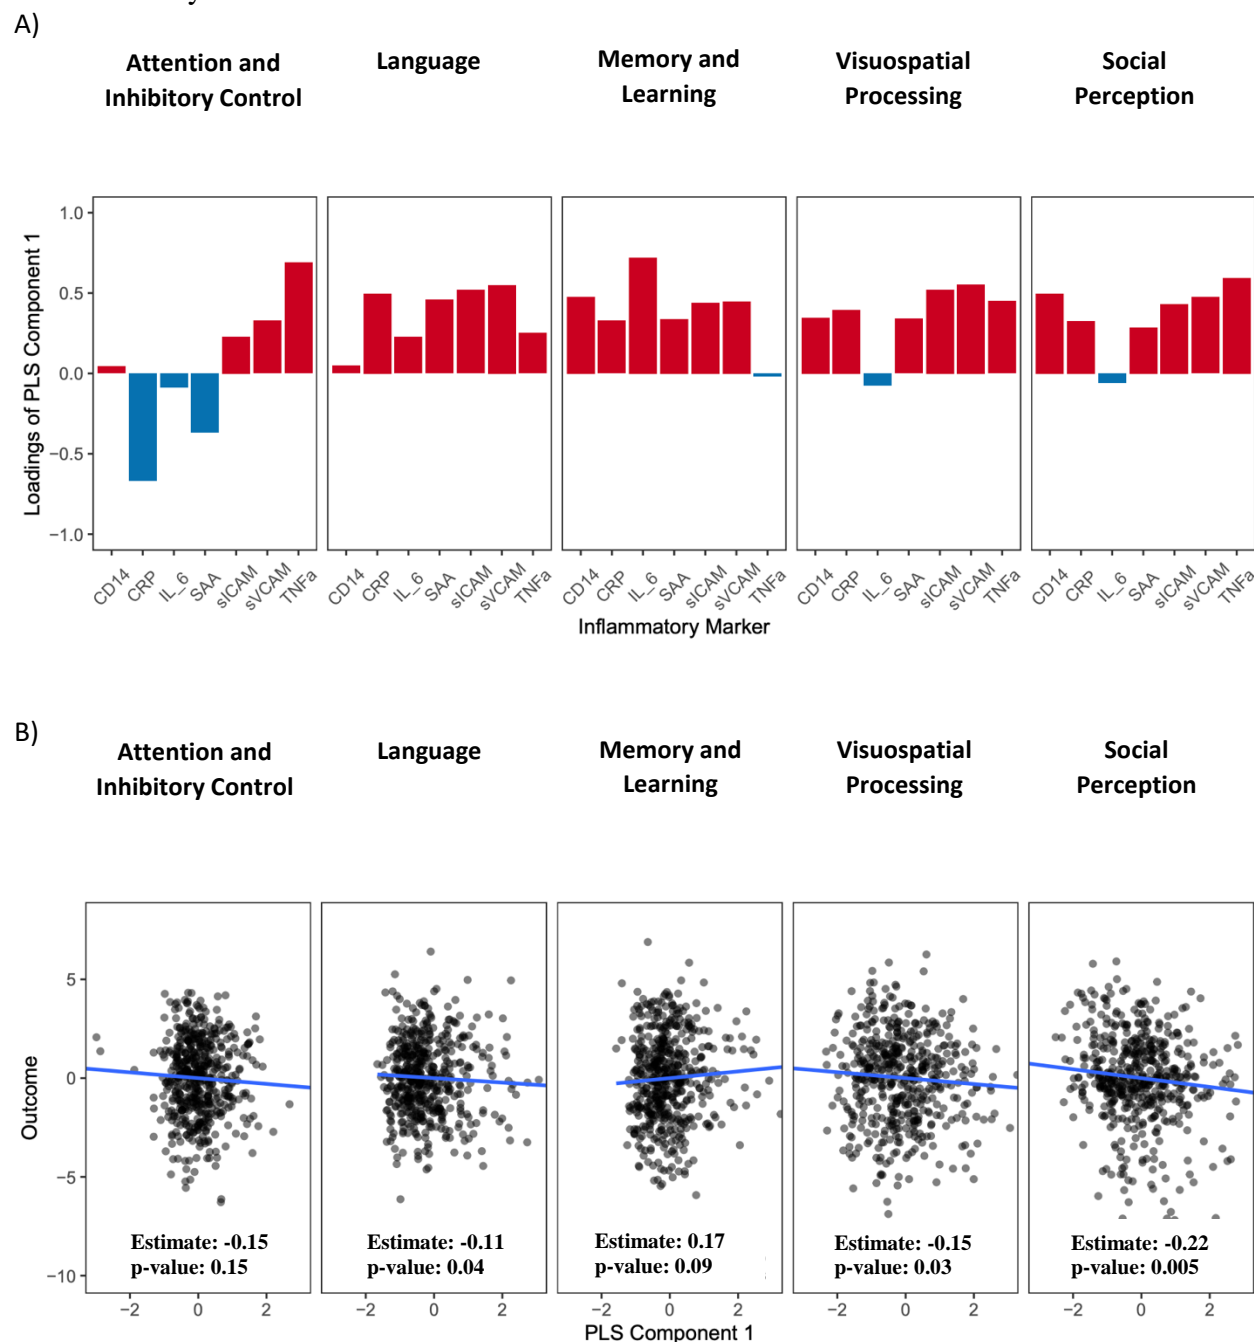 A)
Attention and Inhibitory Control
Language
Memory and Learning
Visuospatial Processing
Social Perception
Loadings of PLS Component 1
1.0
0.5
0.0
−0.5
−1.0
CD14 CRP IL_6 SAA sICAM sVCAM TNFa
CD14 CRP IL_6 SAA sICAM sVCAM TNFa
CD14 CRP IL_6 SAA sICAM sVCAM TNFa
CD14 CRP IL_6 SAA sICAM sVCAM TNFa
CD14 CRP IL_6 SAA sICAM sVCAM TNFa
Inflammatory Marker
B)
Attention and Inhibitory Control
Language
Memory and Learning
Visuospatial Processing
Social Perception
Outcome
5
0
−5
−10
Estimate: -0.15
p-value: 0.15
Estimate: -0.11
p-value: 0.04
Estimate: 0.17
p-value: 0.09
Estimate: -0.15
p-value: 0.03
Estimate: -0.22
p-value: 0.005
−2 0 2
−2 0 2
−2 0 2
−2 0 2
−2 0 2
PLS Component 1